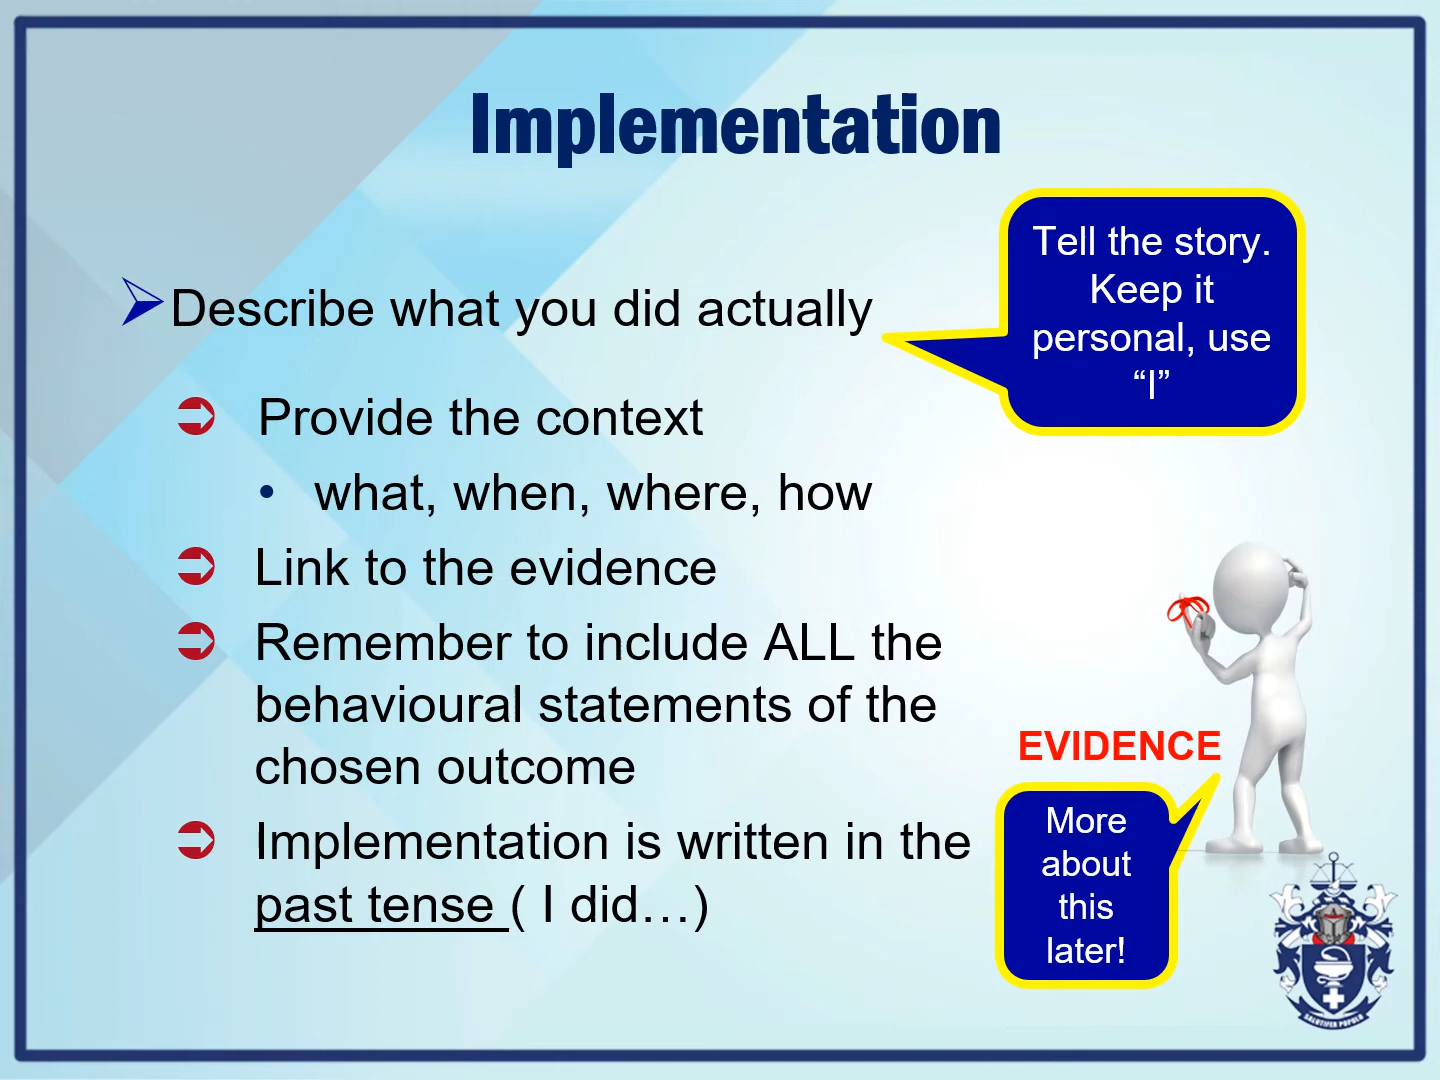 Implementation
Describe what you did actually
Tell the story.
Keep it
personal, use
“I”
Provide the context
• what, when, where, how
Link to the evidence
Remember to include ALL the
behavioural statements of the
chosen outcome
Implementation is written in the
past tense ( I did…)
EVIDENCE
More
about
this
later!
SALUTIFER POPULO